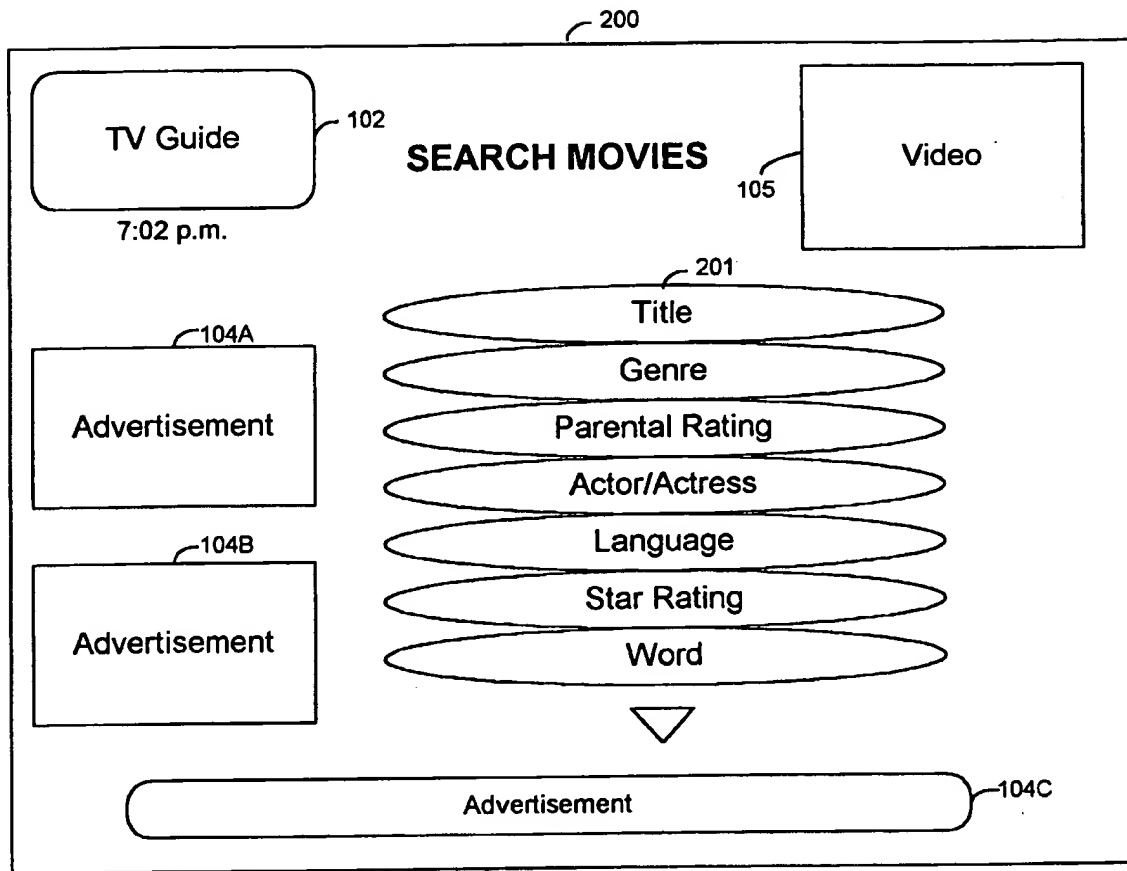 200
TV Guide
102
SEARCH MOVIES
Video
105
7:02 p.m.
201
Title
Genre
Parental Rating
Actor/Actress
Language
Star Rating
Word
104A
Advertisement
104B
Advertisement
Advertisement
104C